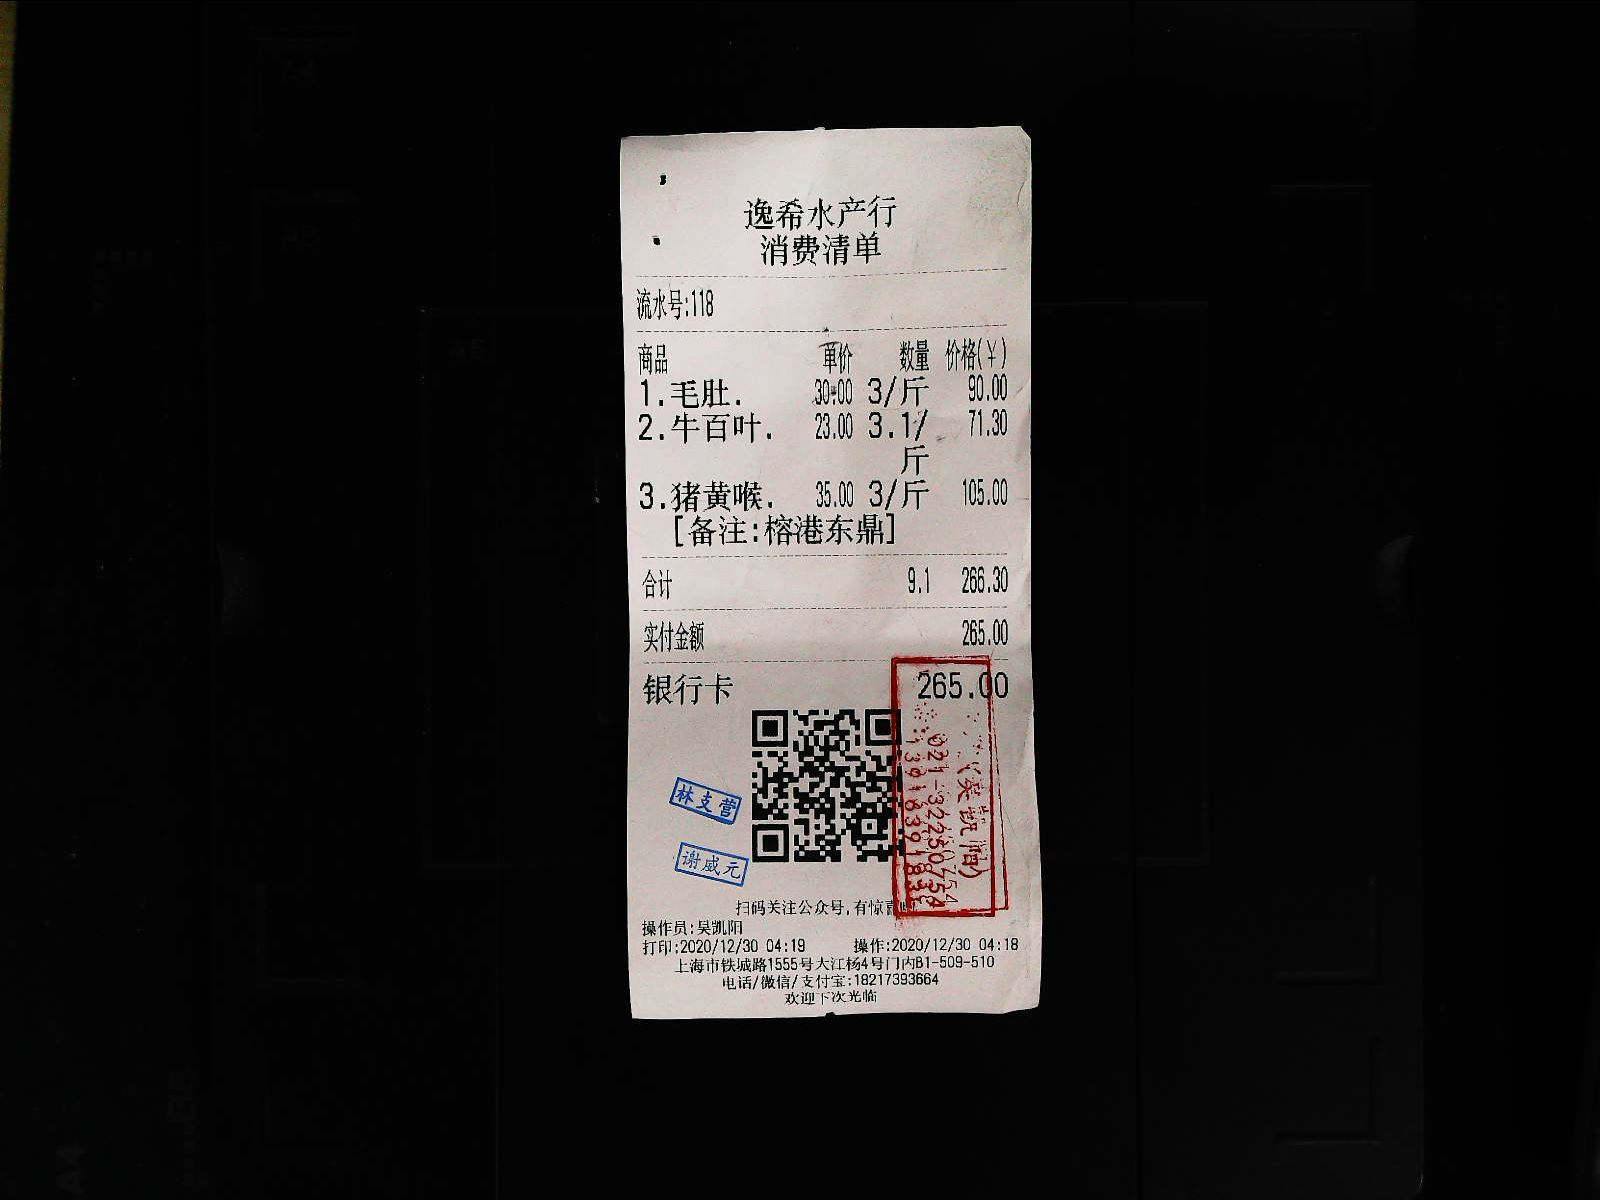 逸希水产行
消费清单
流水号:118
商品 单价 数量 价格(¥)
1.毛肚. 30.00 3/斤 90.00
2.牛百叶. 23.00 3.1/斤 71.30
3.猪黄喉. 35.00 3/斤 105.00
[备注:榕港东鼎]
合计 9.1 266.30
实付金额 265.00
银行卡 265.00
林支营
谢威元
(吴凯阳)
021-32250754
扫码关注公众号,有惊喜
操作员:吴凯阳
打印:2020/12/30 04:19 操作:2020/12/30 04:18
上海市铁城路1555号大江杨4号门内B1-509-510
电话/微信/支付宝:18217393664
欢迎下次光临